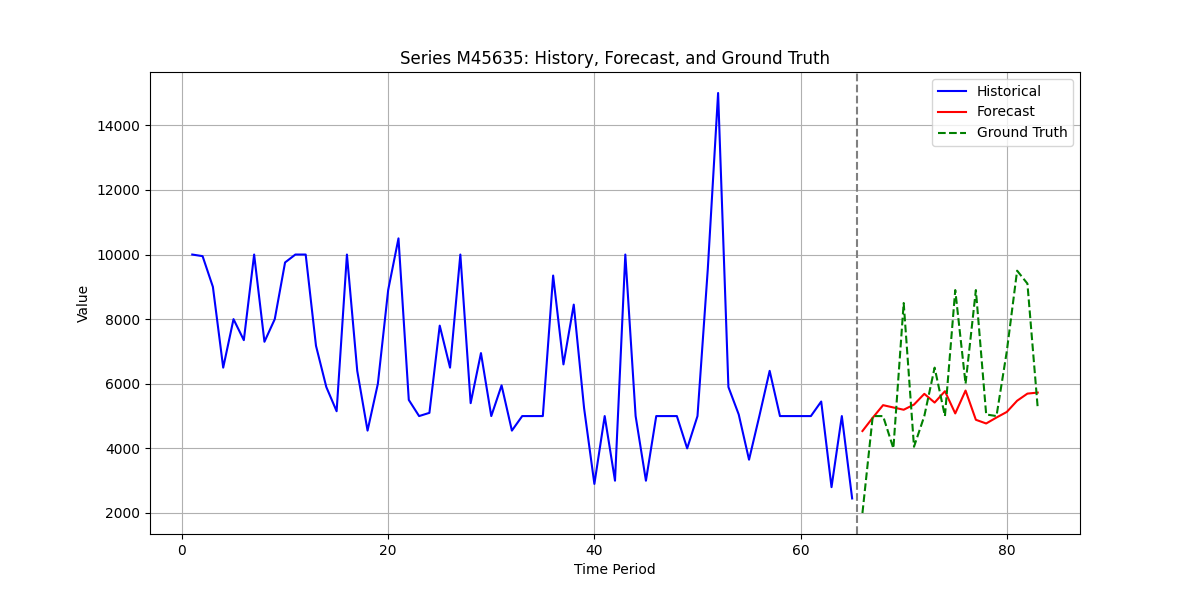 Series M45635: History, Forecast, and Ground Truth
Historical
Forecast
Ground Truth
14000
12000
10000
8000
6000
4000
2000
Value
0
20
40
60
80
Time Period